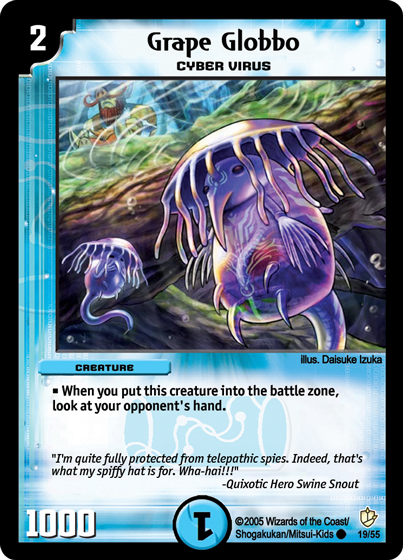 2
Grape Globbo
CYBER VIRUS
illus. Daisuke Izuka
CREATURE
▪ When you put this creature into the battle zone,
look at your opponent's hand.
"I'm quite fully protected from telepathic spies. Indeed, that's
what my spiffy hat is for. Wha-hai!!!"
-Quixotic Hero Swine Snout
1000
1
©2005 Wizards of the Coast/
Shogakukan/Mitsui-Kids ● 19/55